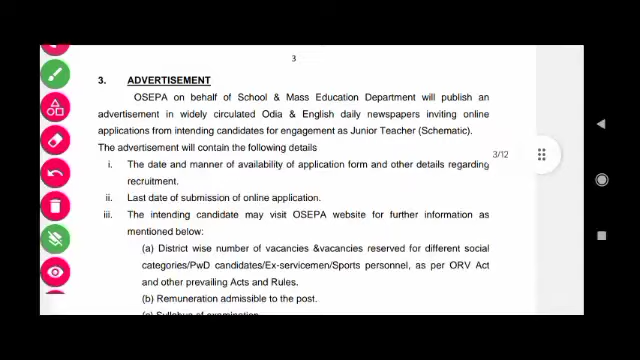 3
3. ADVERTISEMENT
OSEPA on behalf of School & Mass Education Department will publish an
advertisement in widely circulated Odia & English daily newspapers inviting online
applications from intending candidates for engagement as Junior Teacher (Schematic).
The advertisement will contain the following details
i. The date and manner of availability of application form and other details regarding
3/12
recruitment.
ii. Last date of submission of online application.
iii. The intending candidate may visit OSEPA website for further information as
mentioned below:
(a) District wise number of vacancies &vacancies reserved for different social
categories/PwD candidates/Ex-servicemen/Sports personnel, as per ORV Act
and other prevailing Acts and Rules.
(b) Remuneration admissible to the post.
(c) Syllabus of examination